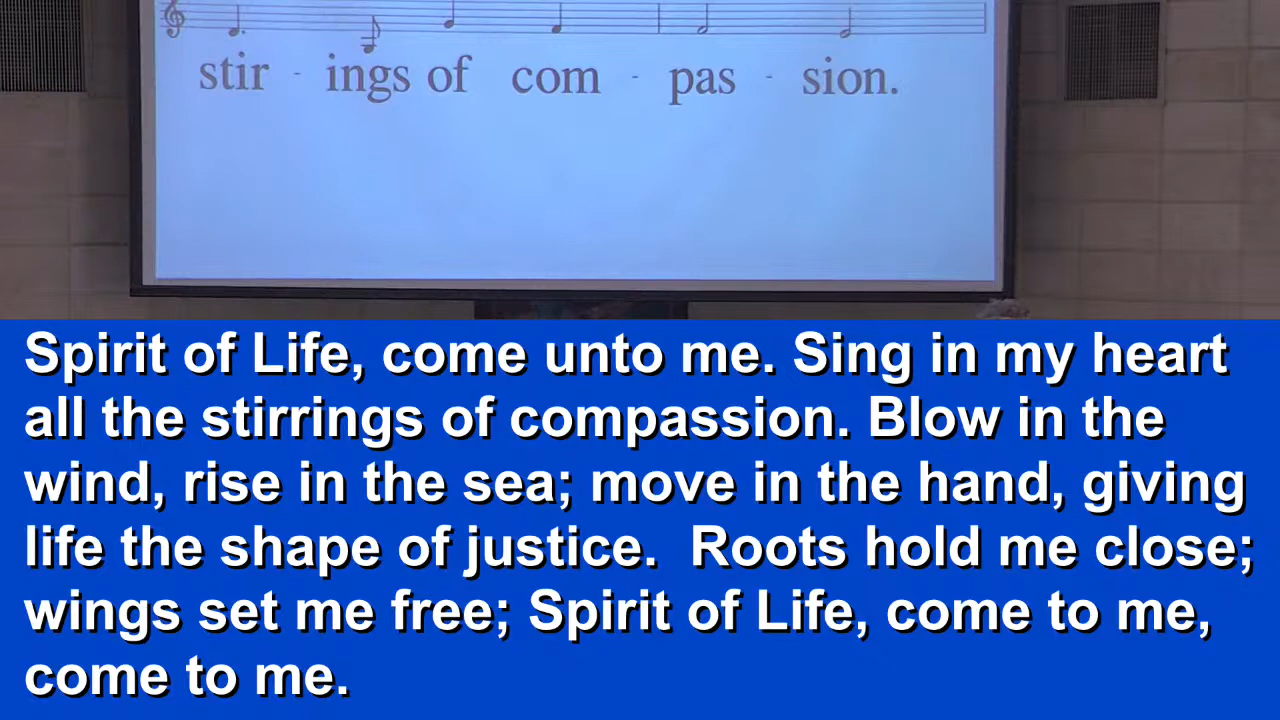 stir - ings of com - pas - sion.
Spirit of Life, come unto me. Sing in my heart
all the stirrings of compassion. Blow in the
wind, rise in the sea; move in the hand, giving
life the shape of justice.  Roots hold me close;
wings set me free; Spirit of Life, come to me,
come to me.